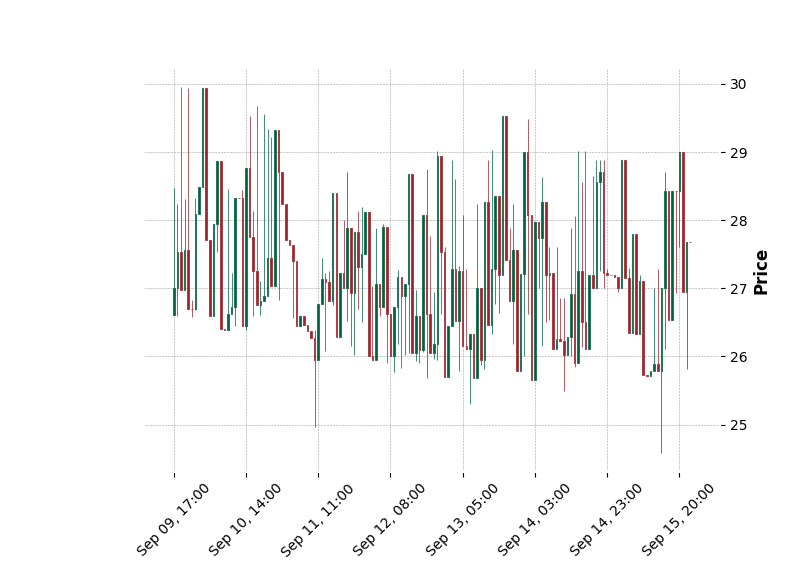 30
29
28
27
26
25
Price
Sep 09, 17:00
Sep 10, 14:00
Sep 11, 11:00
Sep 12, 08:00
Sep 13, 05:00
Sep 14, 03:00
Sep 14, 23:00
Sep 15, 20:00